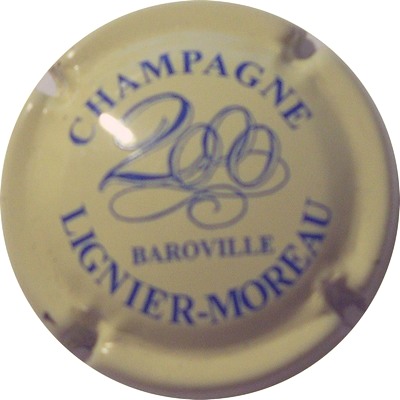 CHAMPAGNE
2000
BAROVILLE
LIGNIER-MOREAU